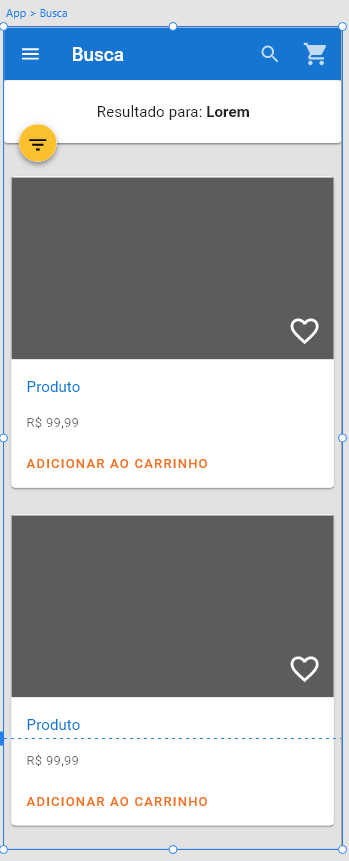 App > Busca
Busca
Resultado para: Lorem
Produto
R$ 99,99
ADICIONAR AO CARRINHO
Produto
R$ 99,99
ADICIONAR AO CARRINHO